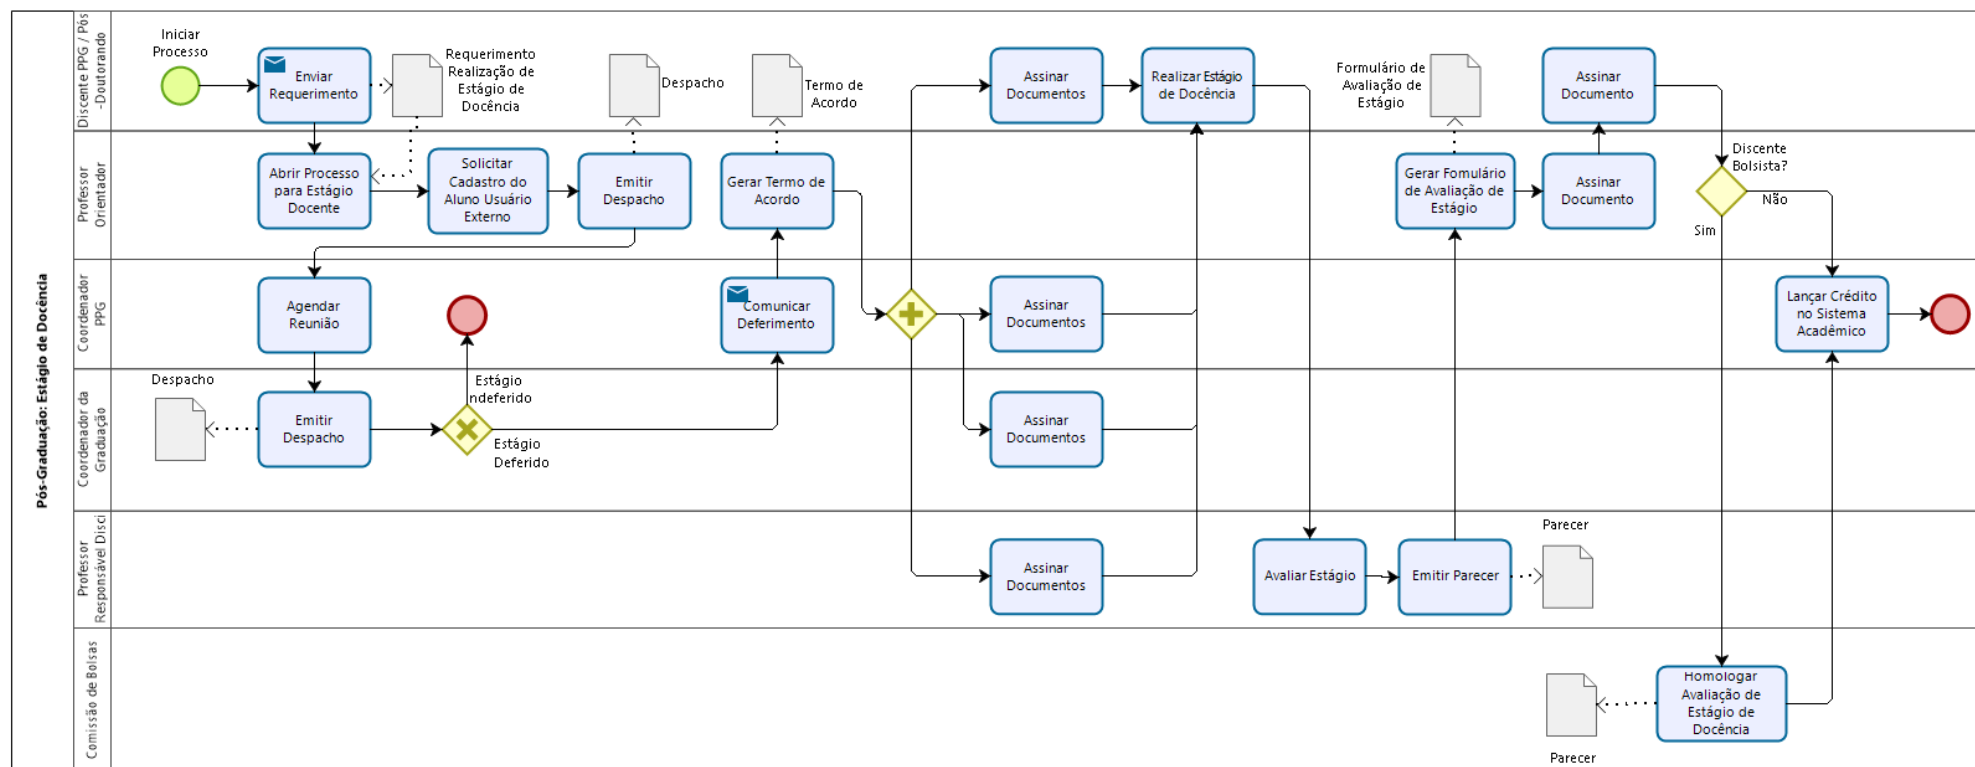 Pós-Graduação: Estágio de Docência
Discente PPG / Pós
-Doutorando
Iniciar
Processo
Enviar
Requerimento
Requerimento
Realização de
Estágio de
Docência
Despacho
Termo de
Acordo
Assinar
Documentos
Realizar Estágio
de Docência
Formulário de
Avaliação de
Estágio
Assinar
Documento
Professor
Orientador
Abrir Processo
para Estágio
Docente
Solicitar
Cadastro do
Aluno Usuário
Externo
Emitir
Despacho
Gerar Termo de
Acordo
Gerar Fomulário
de Avaliação de
Estágio
Assinar
Documento
Discente
Bolsista?
Não
Sim
Coordenador
PPG
Agendar
Reunião
Comunicar
Deferimento
Assinar
Documentos
Lançar Crédito
no Sistema
Acadêmico
Coordenador da
Graduação
Despacho
Emitir
Despacho
Estágio
ndeferido
Estágio
Deferido
Assinar
Documentos
Professor
Responsável Disci
Assinar
Documentos
Avaliar Estágio
Emitir Parecer
Parecer
Comissão de Bolsas
Homologar
Avaliação de
Estágio de
Docência
Parecer